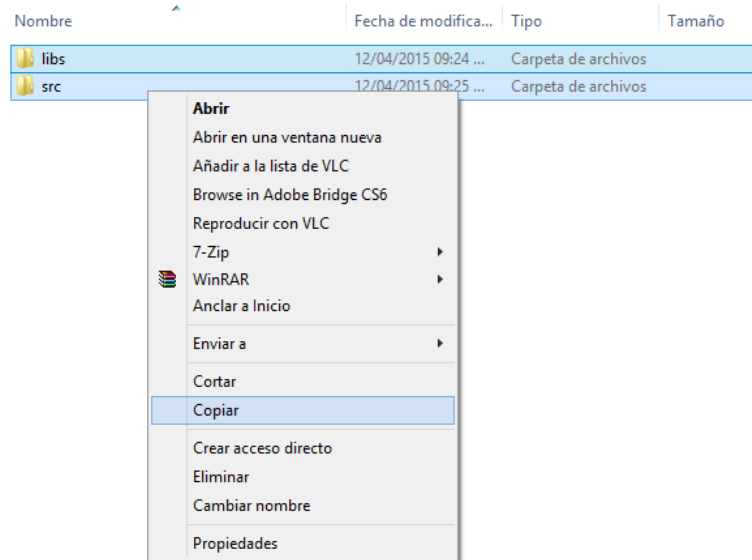 Nombre Fecha de modifica... Tipo Tamaño
libs 12/04/2015 09:24 ... Carpeta de archivos
src 12/04/2015 09:25 ... Carpeta de archivos
Abrir
Abrir en una ventana nueva
Añadir a la lista de VLC
Browse in Adobe Bridge CS6
Reproducir con VLC
7-Zip
WinRAR
Anclar a Inicio
Enviar a
Cortar
Copiar
Crear acceso directo
Eliminar
Cambiar nombre
Propiedades